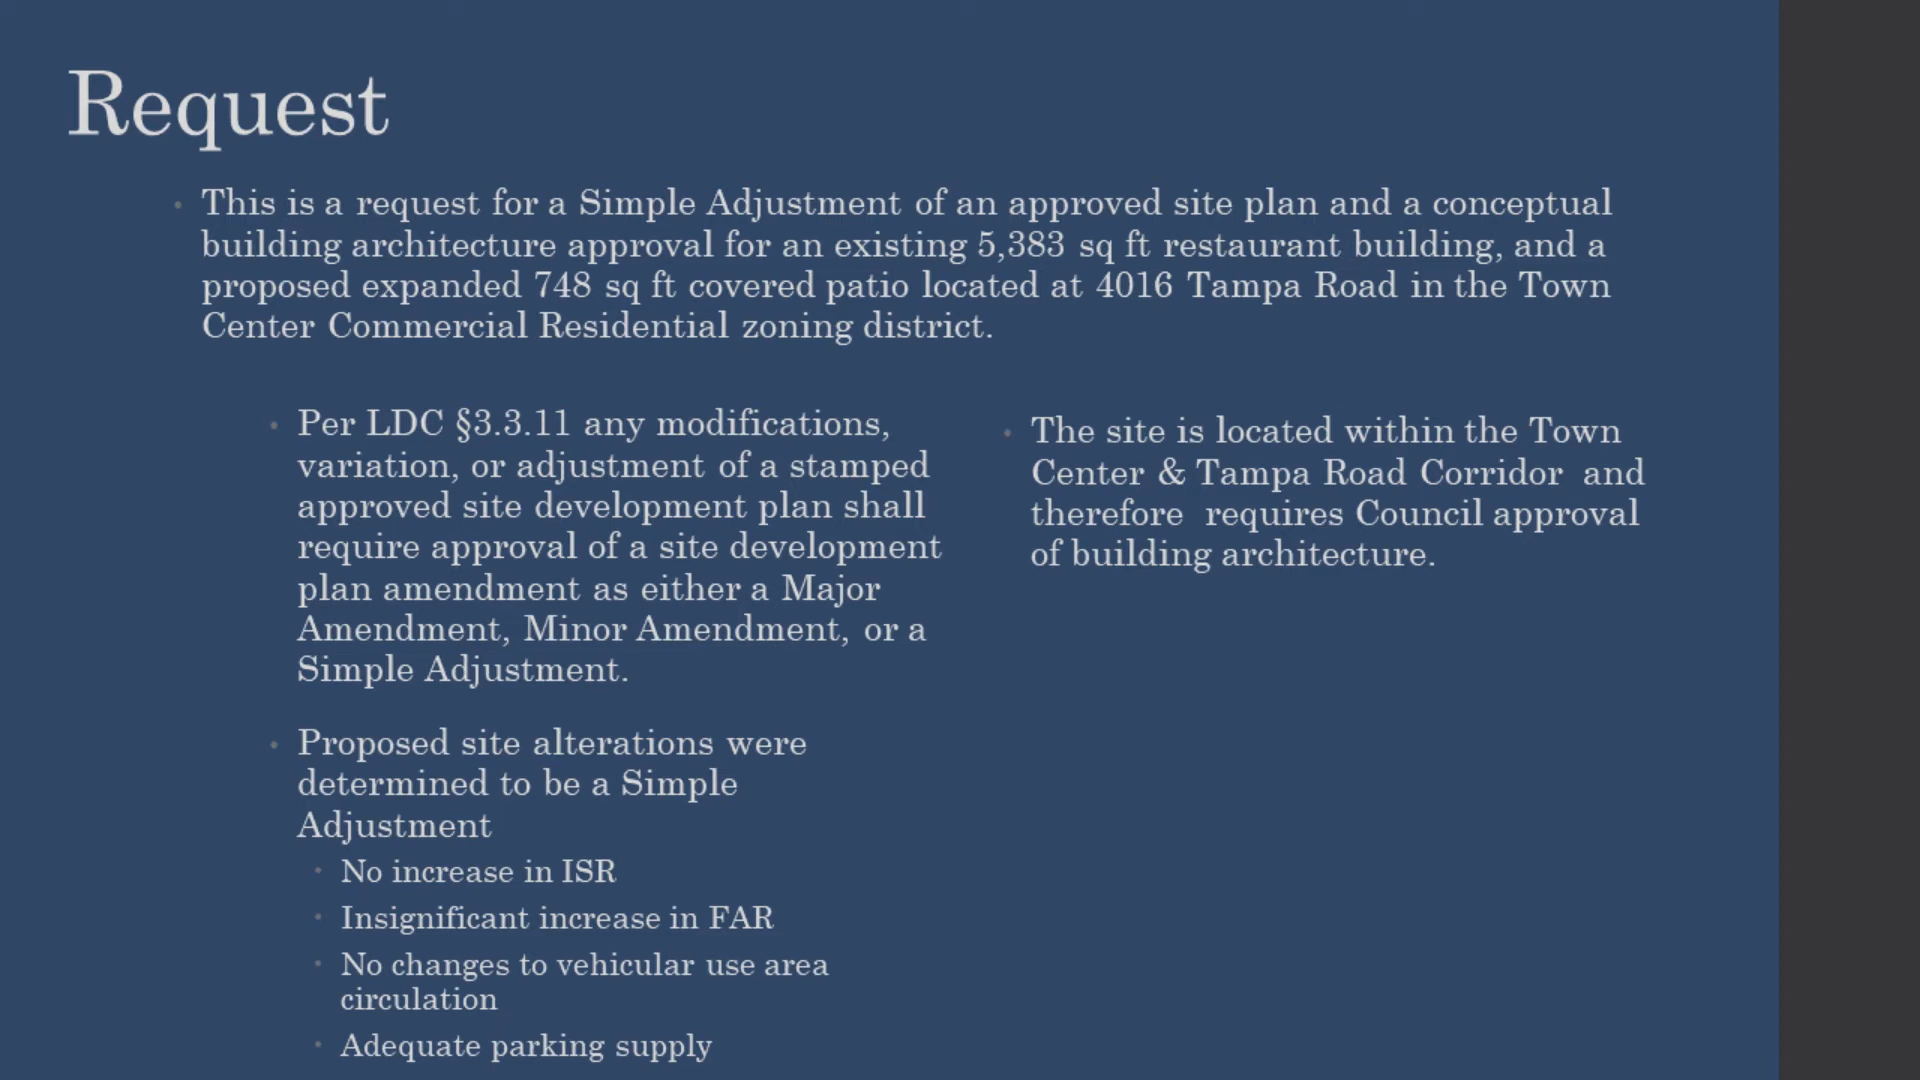 Request
• This is a request for a Simple Adjustment of an approved site plan and a conceptual
building architecture approval for an existing 5,383 sq ft restaurant building, and a
proposed expanded 748 sq ft covered patio located at 4016 Tampa Road in the Town
Center Commercial Residential zoning district.
• Per LDC §3.3.11 any modifications,
variation, or adjustment of a stamped
approved site development plan shall
require approval of a site development
plan amendment as either a Major
Amendment, Minor Amendment, or a
Simple Adjustment.
• Proposed site alterations were
determined to be a Simple
Adjustment
• No increase in ISR
• Insignificant increase in FAR
• No changes to vehicular use area
circulation
• Adequate parking supply
• The site is located within the Town
Center & Tampa Road Corridor and
therefore requires Council approval
of building architecture.